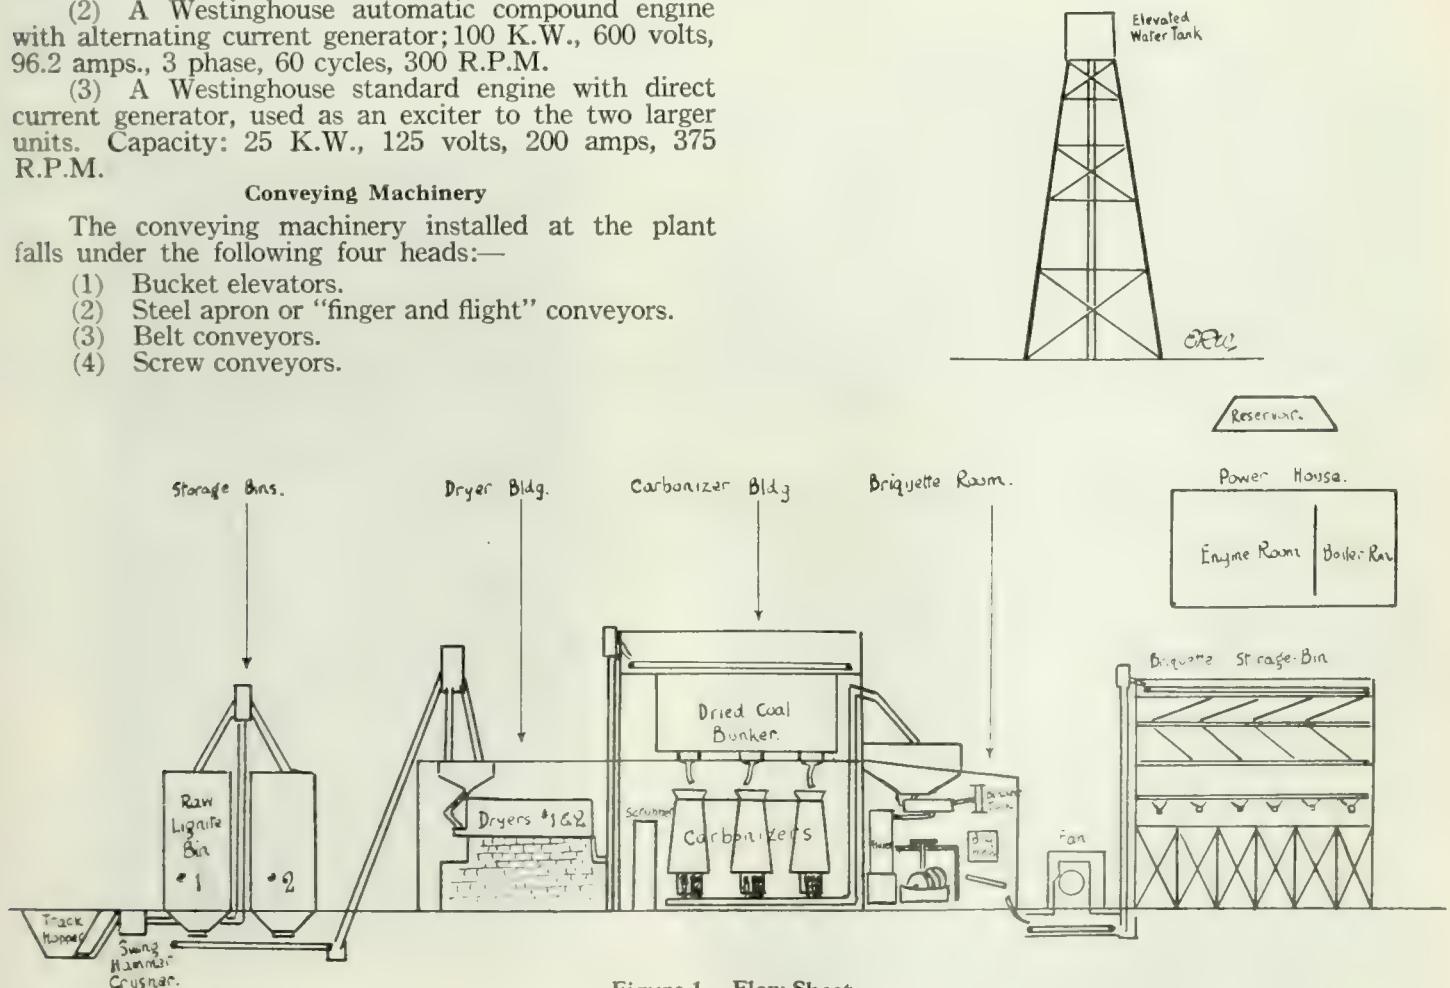 (2) A Westinghouse automatic compound engine
with alternating current generator; 100 K.W., 600 volts,
96.2 amps., 3 phase, 60 cycles, 300 R.P.M.
(3) A Westinghouse standard engine with direct
current generator, used as an exciter to the two larger
units. Capacity: 25 K.W., 125 volts, 200 amps, 375
R.P.M.
Conveying Machinery
The conveying machinery installed at the plant
falls under the following four heads:—
(1) Bucket elevators.
(2) Steel apron or "finger and flight" conveyors.
(3) Belt conveyors.
(4) Screw conveyors.
Elevated
Water Tank
Reservoir.
Power House.
Engine Room
Boiler Rm
Storage Bins.
Dryer Bldg.
Carbonizer Bldg
Briquette Room.
Briquette Storage-Bin
Raw
Lignite
Bin
#1
#2
Dryers #1&2
Dried Coal
Bunker.
Scrubber
Carbonizers
Fan
Track
Hopper
Swing
Hammer
Crusher.
Figure 1. Flow Sheet